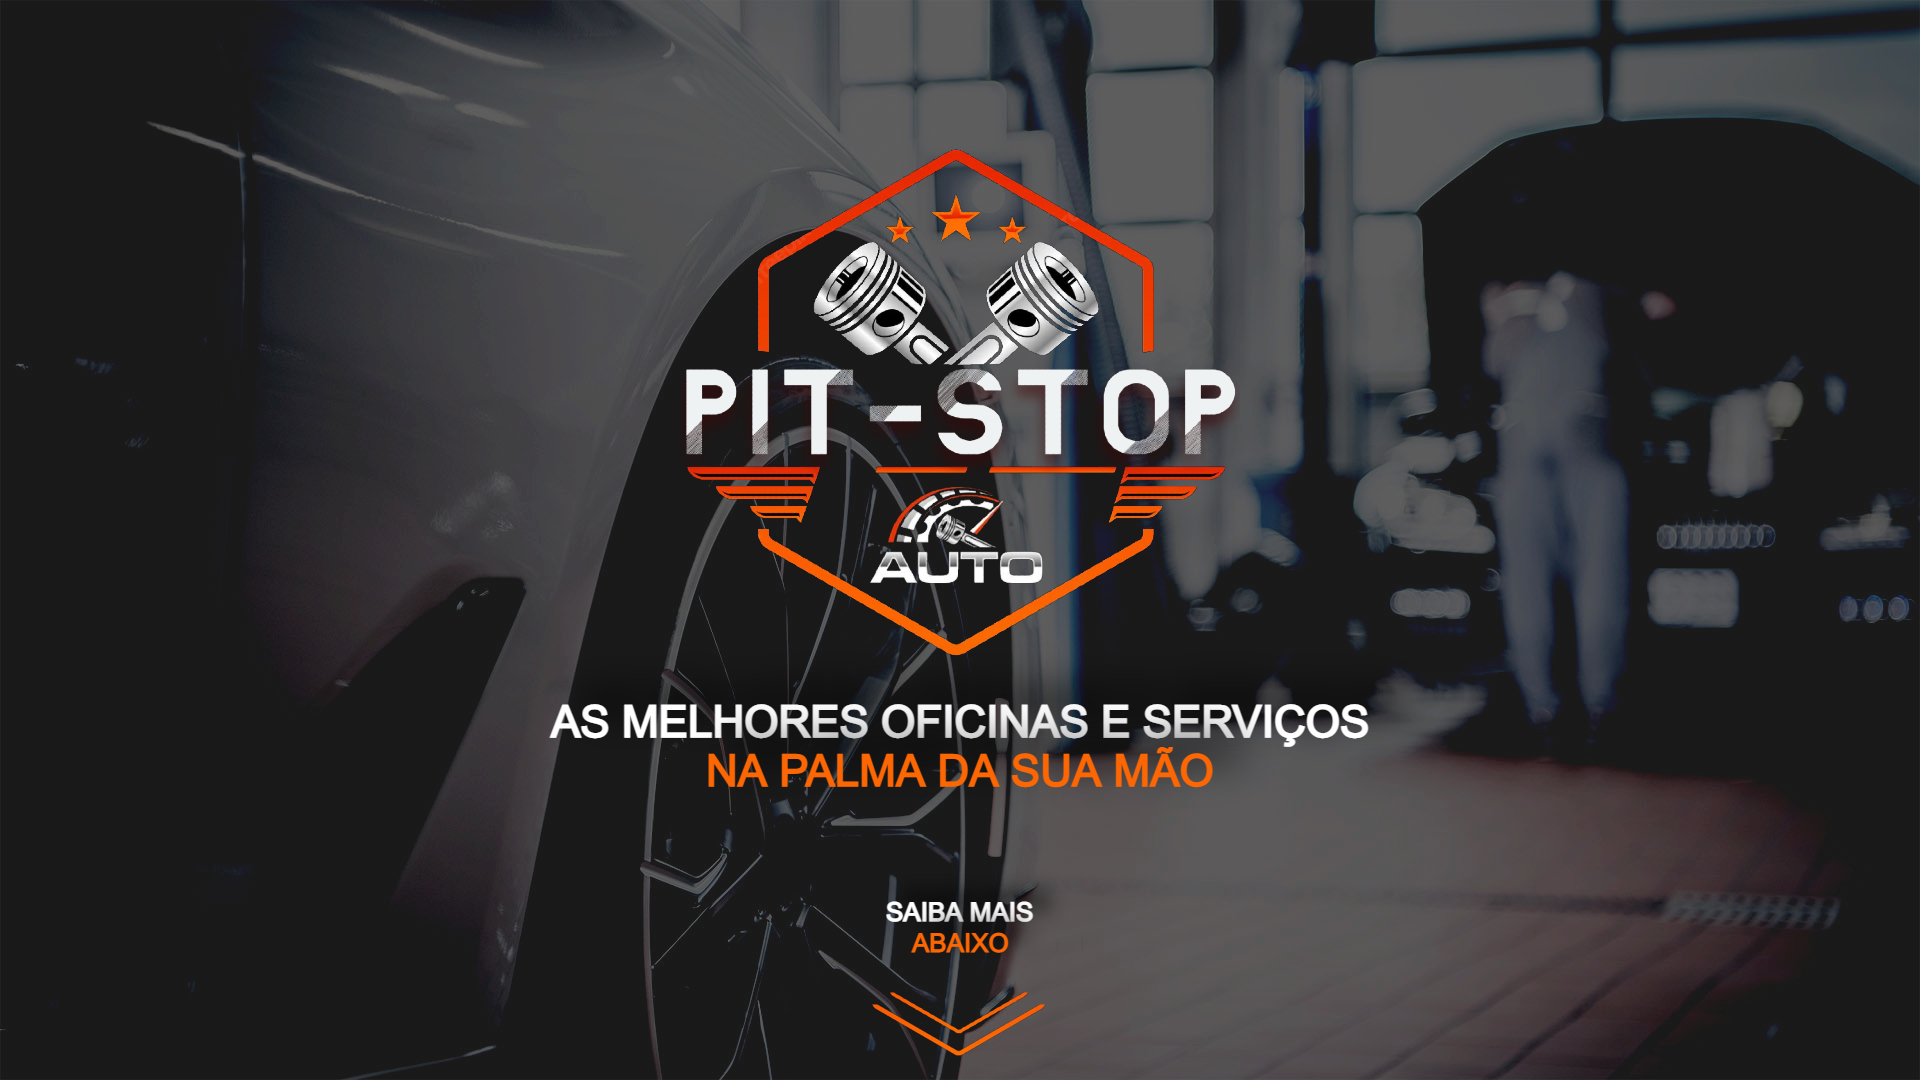 PIT-STOP
AUTO
AS MELHORES OFICINAS E SERVIÇOS
NA PALMA DA SUA MÃO
SAIBA MAIS
ABAIXO